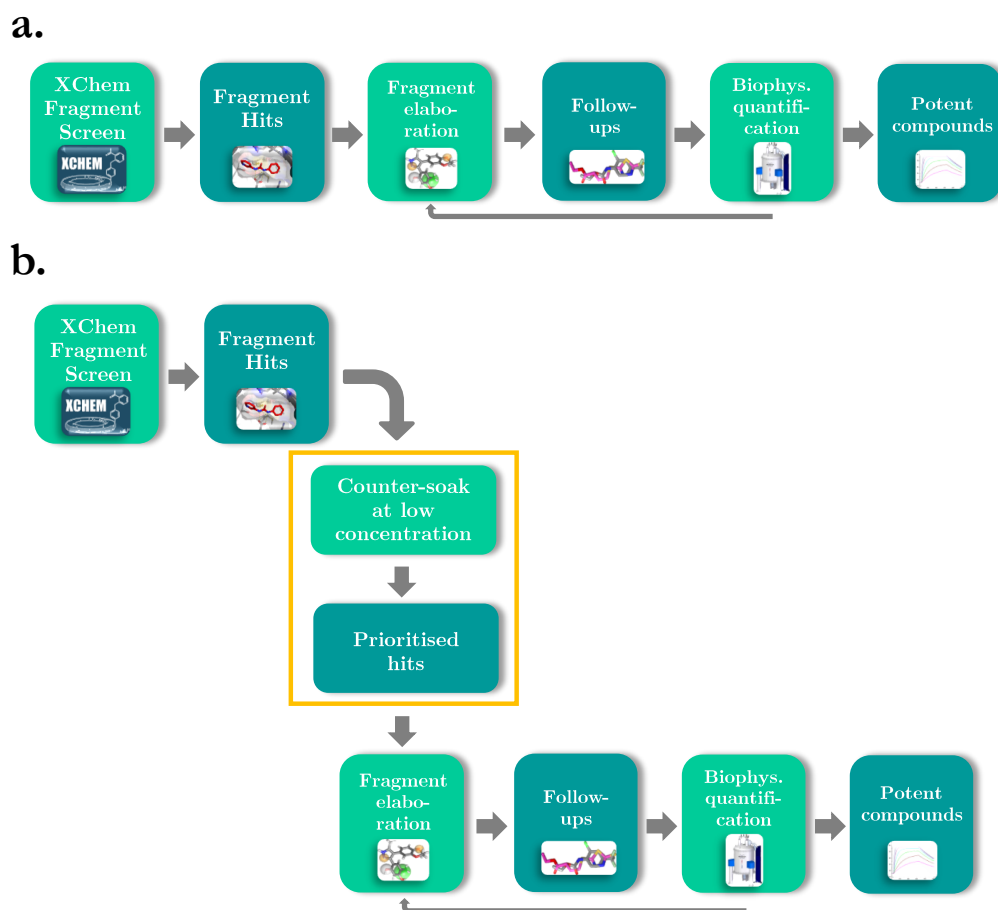 a.
XChem
Fragment
Screen
XCHEM
Fragment
Hits
Fragment
elabo-
ration
Follow-
ups
Biophys.
quantifi-
cation
Potent
compounds
b.
XChem
Fragment
Screen
XCHEM
Fragment
Hits
Counter-soak
at low
concentration
Prioritised
hits
Fragment
elabo-
ration
Follow-
ups
Biophys.
quantifi-
cation
Potent
compounds